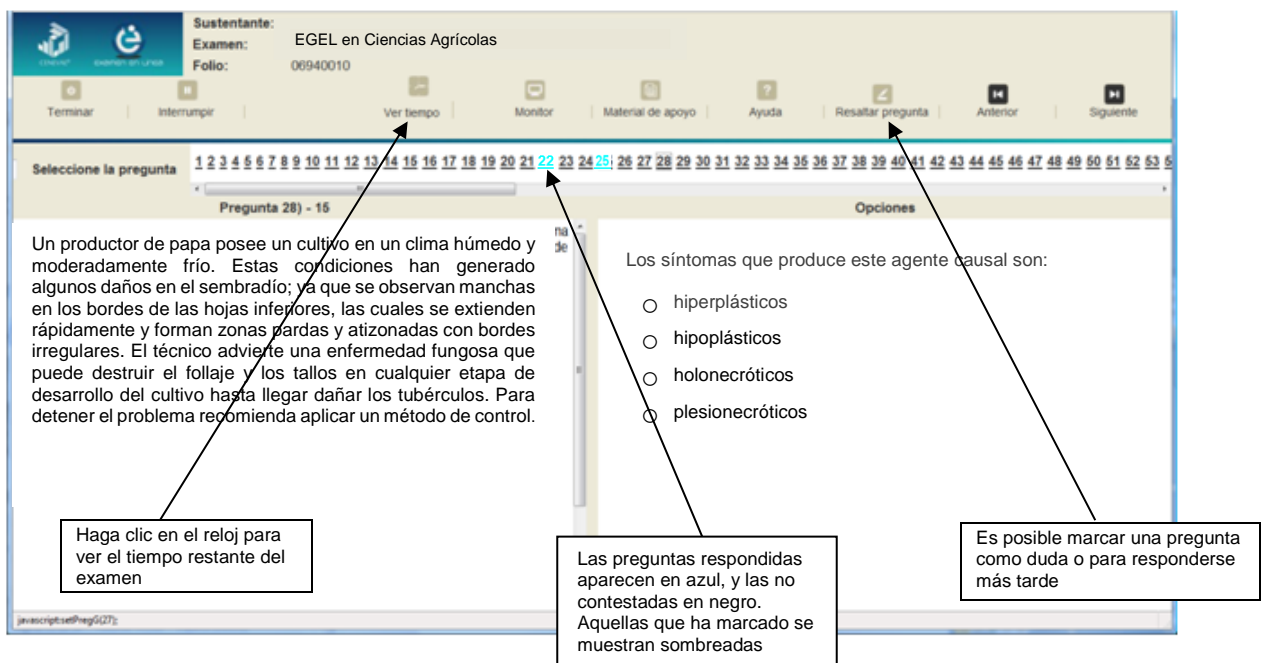 Sustentante:
Examen: EGEL en Ciencias Agrícolas
Folio: 06940010
Terminar Interrumpir Ver tiempo Monitor Material de apoyo Ayuda Resaltar pregunta Anterior Siguiente
Seleccione la pregunta 1 2 3 4 5 6 7 8 9 10 11 12 13 14 15 16 17 18 19 20 21 22 23 24 25 26 27 28 29 30 31 32 33 34 35 36 37 38 39 40 41 42 43 44 45 46 47 48 49 50 51 52 53 5
Pregunta 28) - 15
Un productor de papa posee un cultivo en un clima húmedo y
moderadamente frío. Estas condiciones han generado
algunos daños en el sembradío; ya que se observan manchas
en los bordes de las hojas inferiores, las cuales se extienden
rápidamente y forman zonas pardas y atizonadas con bordes
irregulares. El técnico advierte una enfermedad fungosa que
puede destruir el follaje y los tallos en cualquier etapa de
desarrollo del cultivo hasta llegar dañar los tubérculos. Para
detener el problema recomienda aplicar un método de control.
na
de
Opciones
Los síntomas que produce este agente causal son:
hiperplásticos
hipoplásticos
holonecróticos
plesionecróticos
Haga clic en el reloj para
ver el tiempo restante del
examen
Las preguntas respondidas
aparecen en azul, y las no
contestadas en negro.
Aquellas que ha marcado se
muestran sombreadas
Es posible marcar una pregunta
como duda o para responderse
más tarde
javascript:setPregG(27);